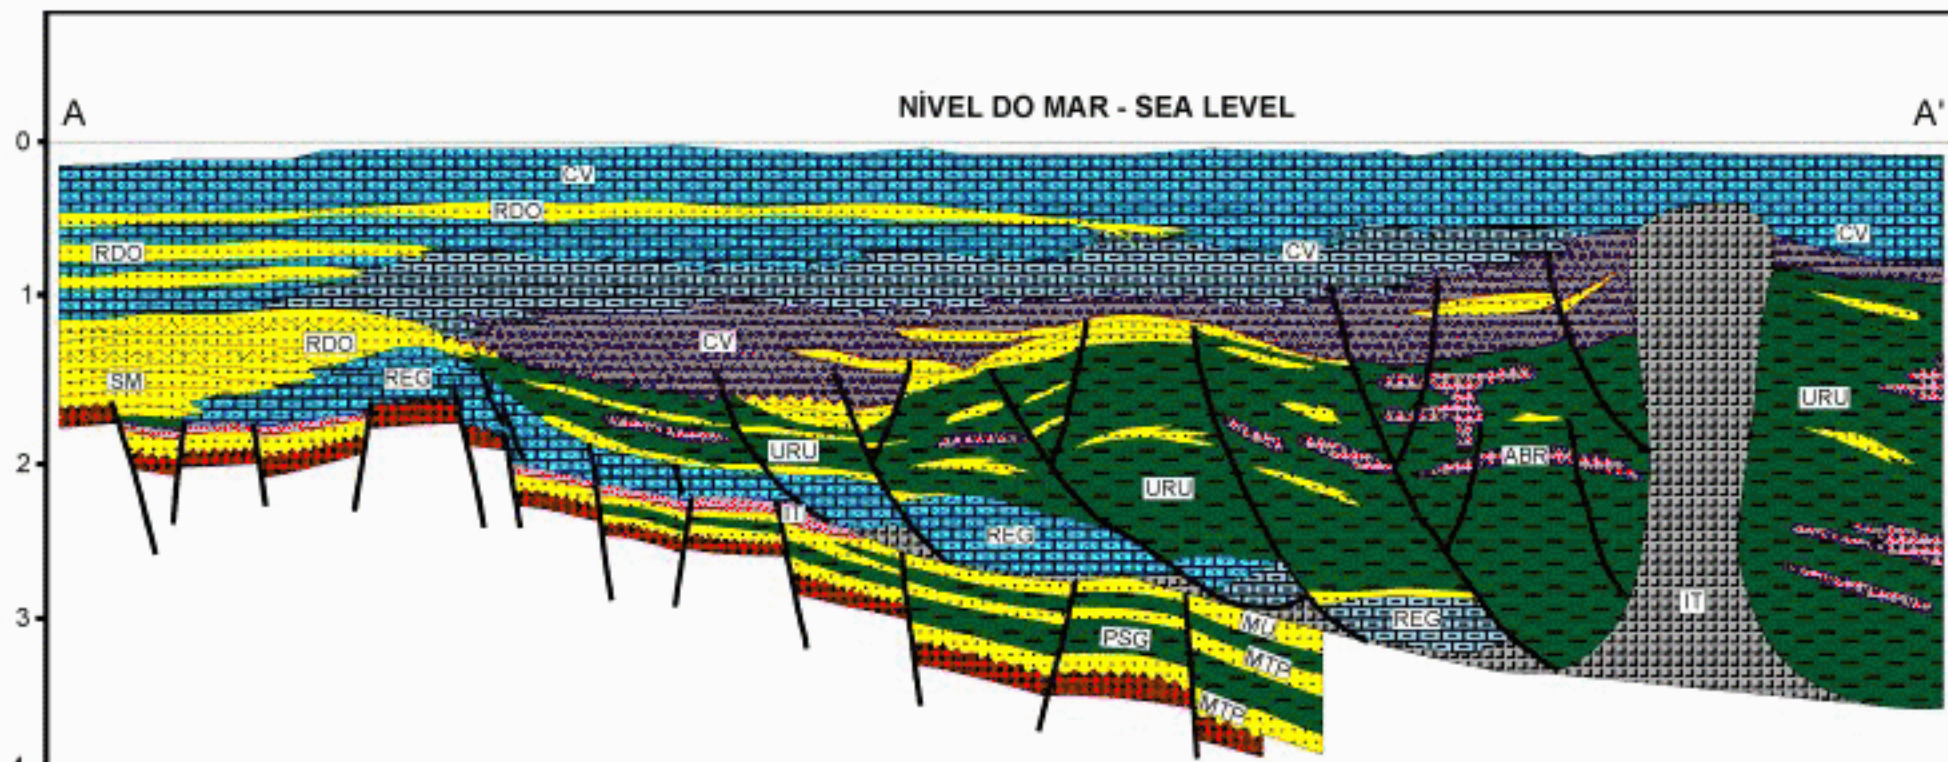 NÍVEL DO MAR - SEA LEVEL
A
A'
0
CV
RDO
CV
CV
RDO
1
RDO
CV
SM
REG
URU
URU
ABR
2
URU
IT
REG
IT
3
REG
MU
PSG
MTP
MTP